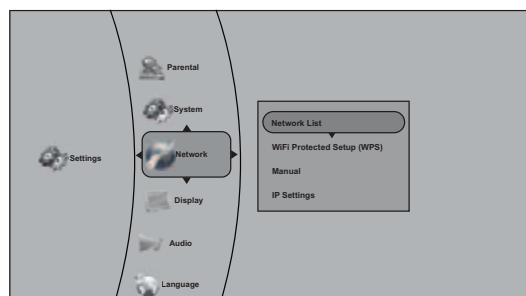 Settings
Parental
System
Network
Display
Audio
Language
Network List
WiFi Protected Setup (WPS)
Manual
IP Settings